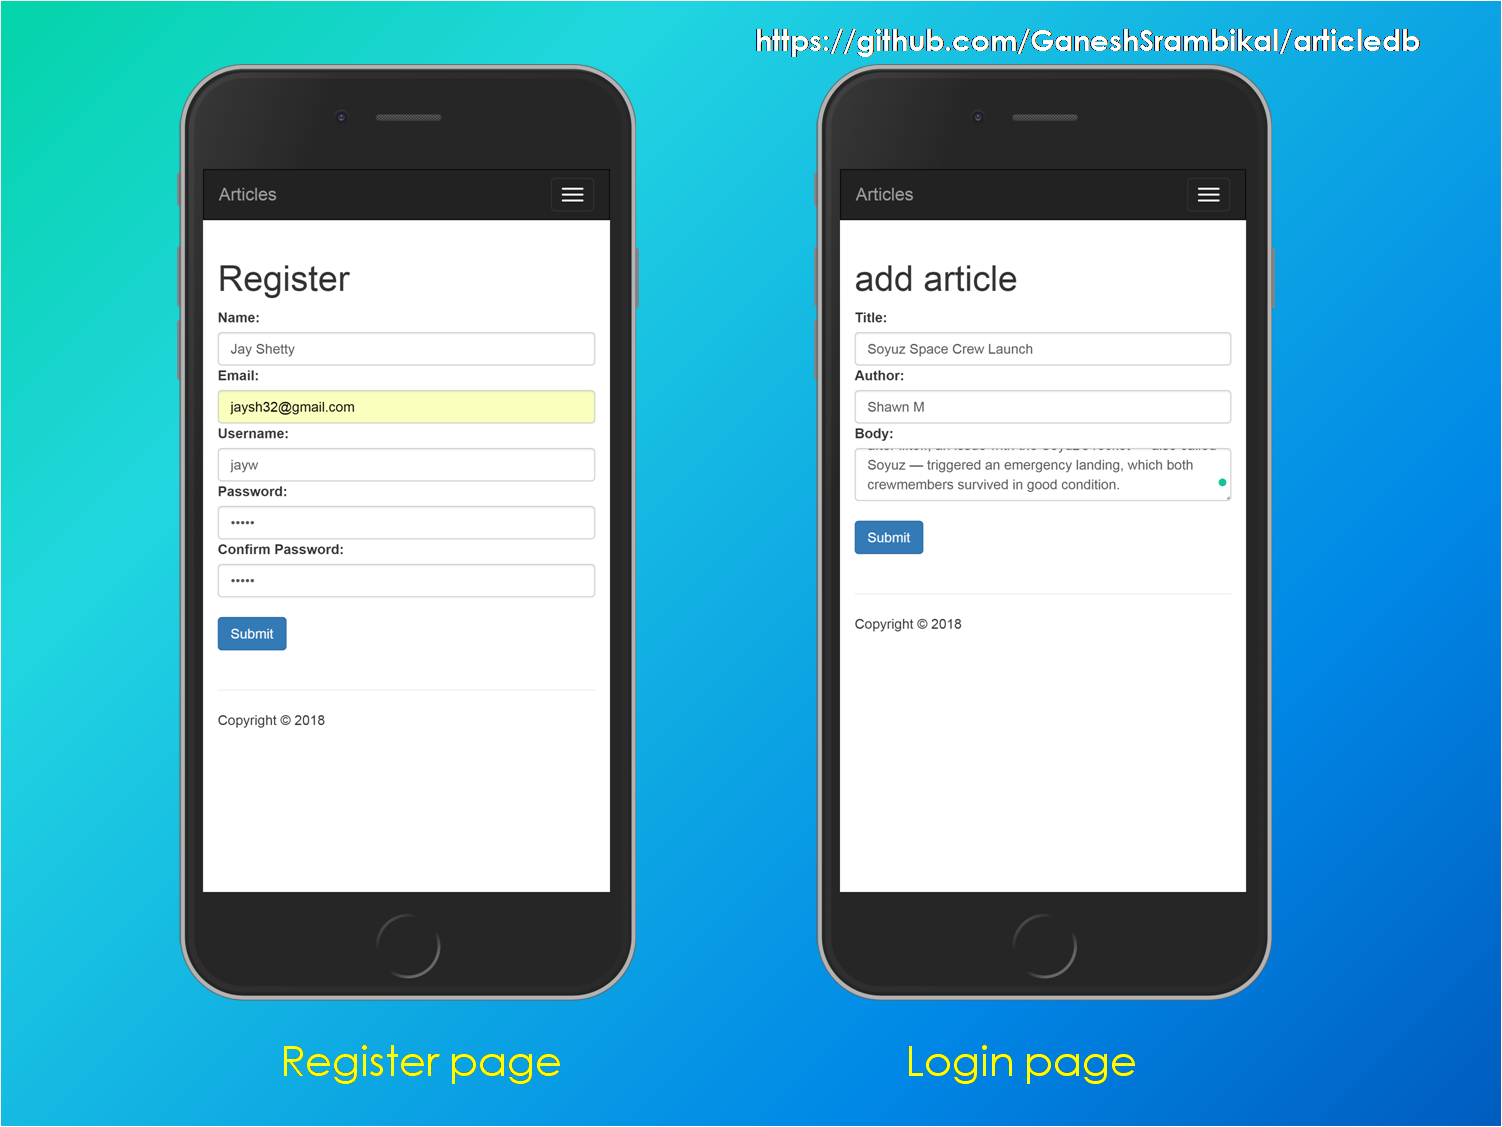 https://github.com/GaneshSrambikal/articledb
Articles
Register
Name:
Jay Shetty
Email:
jaysh32@gmail.com
Username:
jayw
Password:
•••••
Confirm Password:
•••••
Submit
Copyright © 2018
Register page
Articles
add article
Title:
Soyuz Space Crew Launch
Author:
Shawn M
Body:
Soyuz — triggered an emergency landing, which both
crewmembers survived in good condition.
Submit
Copyright © 2018
Login page